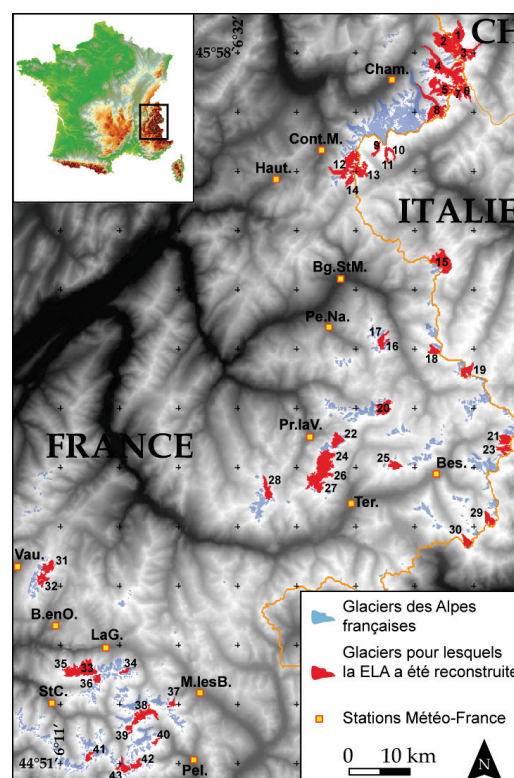 CH
6°32'
45°58'
1
2
3
4
Cham.
5
6
7
8
Cont.M.
9
10
11
12
13
14
Haut.
ITALIE
15
Bg.StM.
Pe.Na.
17
16
18
19
20
Pr.laV.
22
21
FRANCE
24
23
25
Bes.
26
28
27
Ter.
29
30
Vau.
31
32
B.enO.
LaG.
35
33
34
36
37
M.lesB.
StC.
38
39
40
41
42
43
Pel.
44°51'
6°11'
Glaciers des Alpes
françaises
Glaciers pour lesquels
la ELA a été reconstruite
Stations Météo-France
0 10 km
N